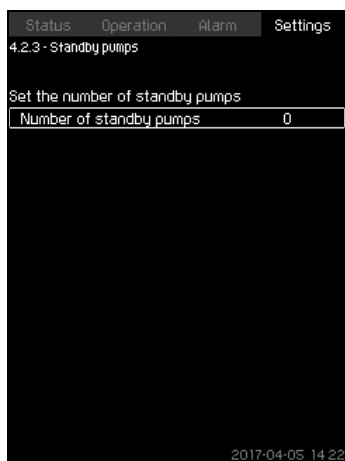 Status Operation Alarm Settings
4.2.3 - Standby pumps
Set the number of standby pumps
Number of standby pumps 0
2017-04-05 14:22